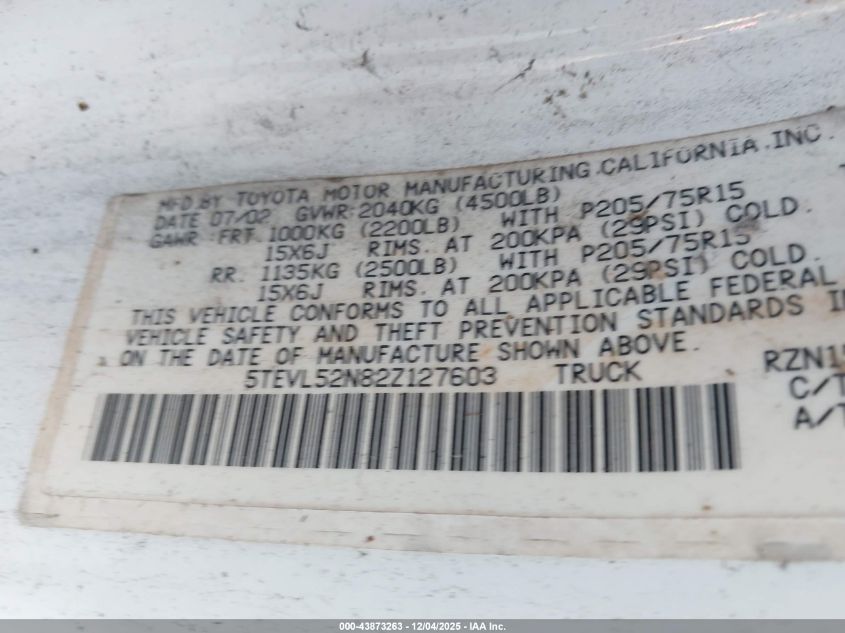 MFD.BY TOYOTA MOTOR MANUFACTURING.CALIFORNIA.INC.
DATE 07/02 GVWR:2040KG (4500LB)
GAWR: FRT.1000KG (2200LB) WITH P205/75R15
15X6J RIMS. AT 200KPA (29PSI) COLD.
RR. 1135KG (2500LB) WITH P205/75R15
15X6J RIMS. AT 200KPA (29PSI) COLD.
THIS VEHICLE CONFORMS TO ALL APPLICABLE FEDERAL
VEHICLE SAFETY AND THEFT PREVENTION STANDARDS
ON THE DATE OF MANUFACTURE SHOWN ABOVE.
5TEVL52N82Z127603 TRUCK RZN1
C/T
A/T
000-43873263 - 12/04/2025 - IAA Inc.